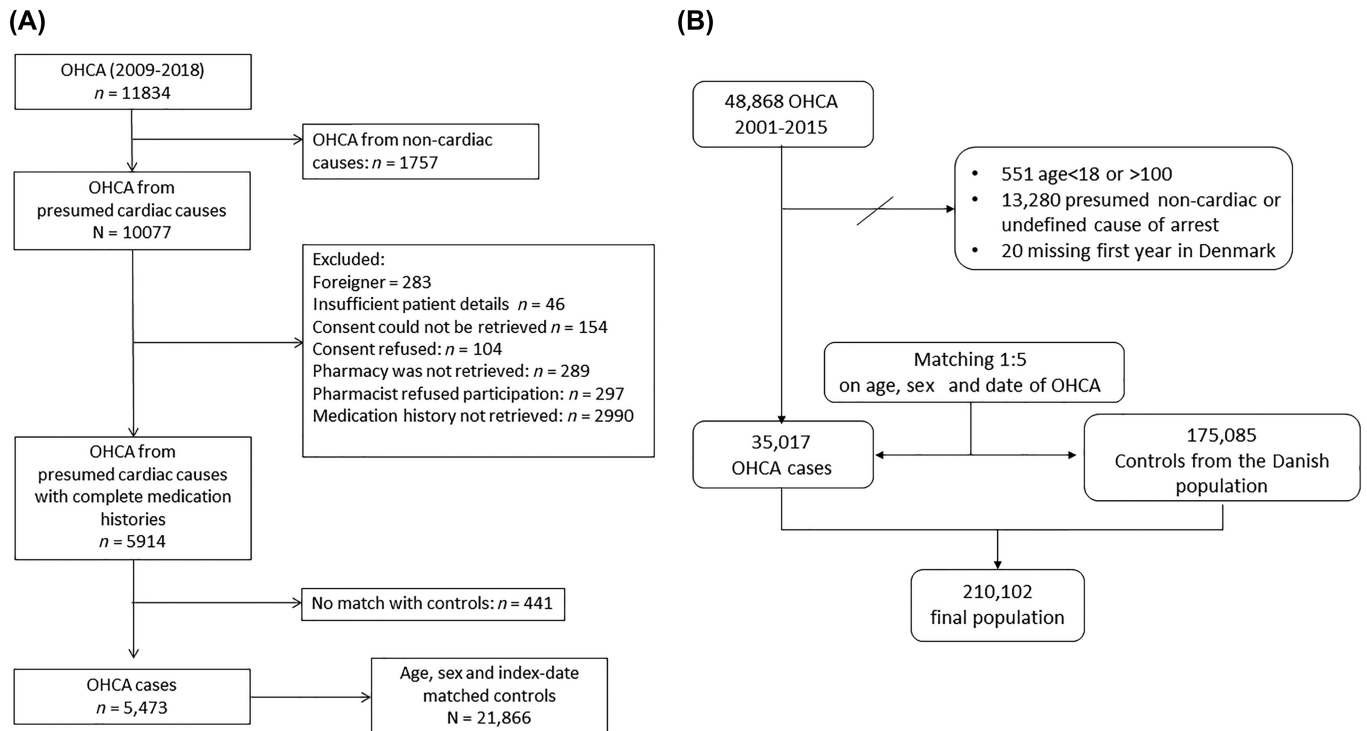 (A)
OHCA (2009-2018)
n = 11834
OHCA from non-cardiac
causes: n = 1757
OHCA from
presumed cardiac causes
N = 10077
Excluded:
Foreigner = 283
Insufficient patient details n = 46
Consent could not be retrieved n = 154
Consent refused: n = 104
Pharmacy was not retrieved: n = 289
Pharmacist refused participation: n = 297
Medication history not retrieved: n = 2990
OHCA from
presumed cardiac causes
with complete medication
histories
n = 5914
No match with controls: n = 441
OHCA cases
n = 5,473
Age, sex and index-date
matched controls
N = 21,866
(B)
48,868 OHCA
2001-2015
• 551 age<18 or >100
• 13,280 presumed non-cardiac or
undefined cause of arrest
• 20 missing first year in Denmark
Matching 1:5
on age, sex and date of OHCA
35,017
OHCA cases
175,085
Controls from the Danish
population
210,102
final population